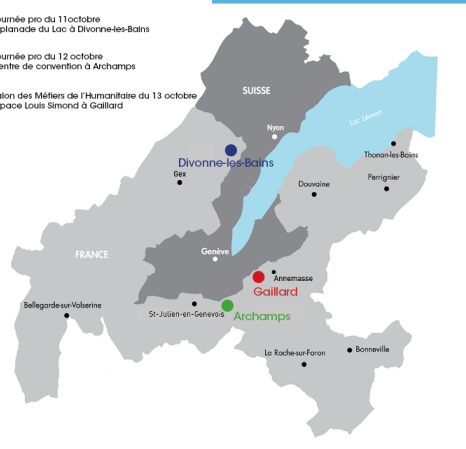 ournée pro du 11octobre
planade du Lac à Divonne-les-Bains
ournée pro du 12 octobre
entre de convention à Archamps
alon des Métiers de l'Humanitaire du 13 octobre
pace Louis Simond à Gaillard
SUISSE
Nyon
Lac Léman
Divonne-les-Bains
Thonon-les-Bains
Gex
Douvaine
Perrignier
FRANCE
Genève
Annemasse
Gaillard
Bellegarde-sur-Valserine
St-Julien-en-Genevois
Archamps
La Roche-sur-Foron
Bonneville